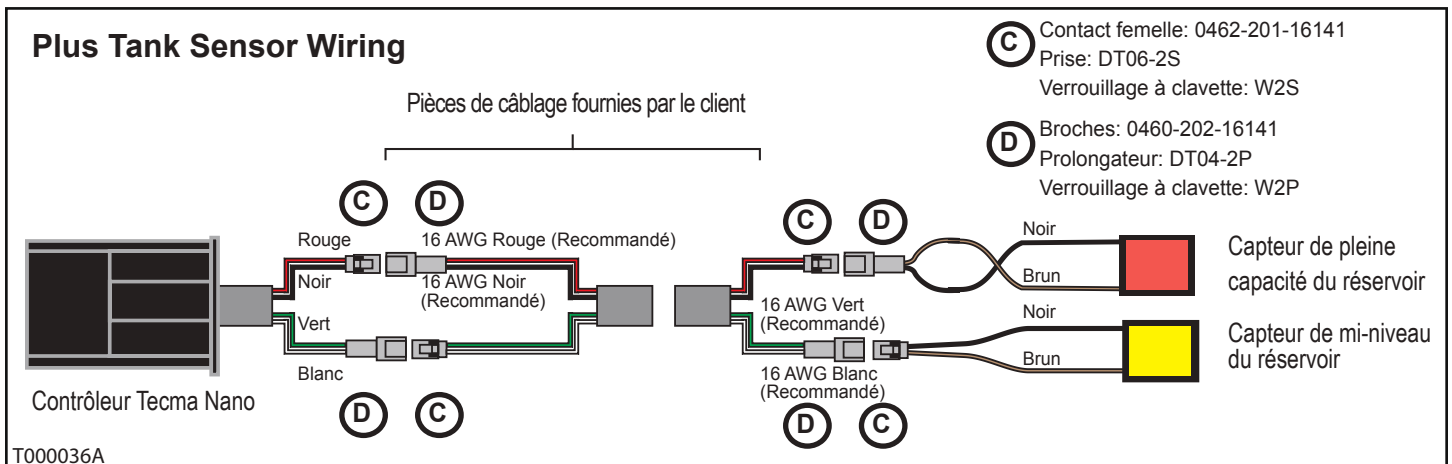 Plus Tank Sensor Wiring
C
Contact femelle: 0462-201-16141
Prise: DT06-2S
Verrouillage à clavette: W2S
D
Broches: 0460-202-16141
Prolongateur: DT04-2P
Verrouillage à clavette: W2P
Pièces de câblage fournies par le client
C
D
C
D
Rouge
16 AWG Rouge (Recommandé)
Noir
16 AWG Noir
(Recommandé)
Noir
Brun
Capteur de pleine
capacité du réservoir
Vert
16 AWG Vert
(Recommandé)
Noir
Brun
Capteur de mi-niveau
du réservoir
Blanc
16 AWG Blanc
(Recommandé)
Contrôleur Tecma Nano
D
C
D
C
T000036A